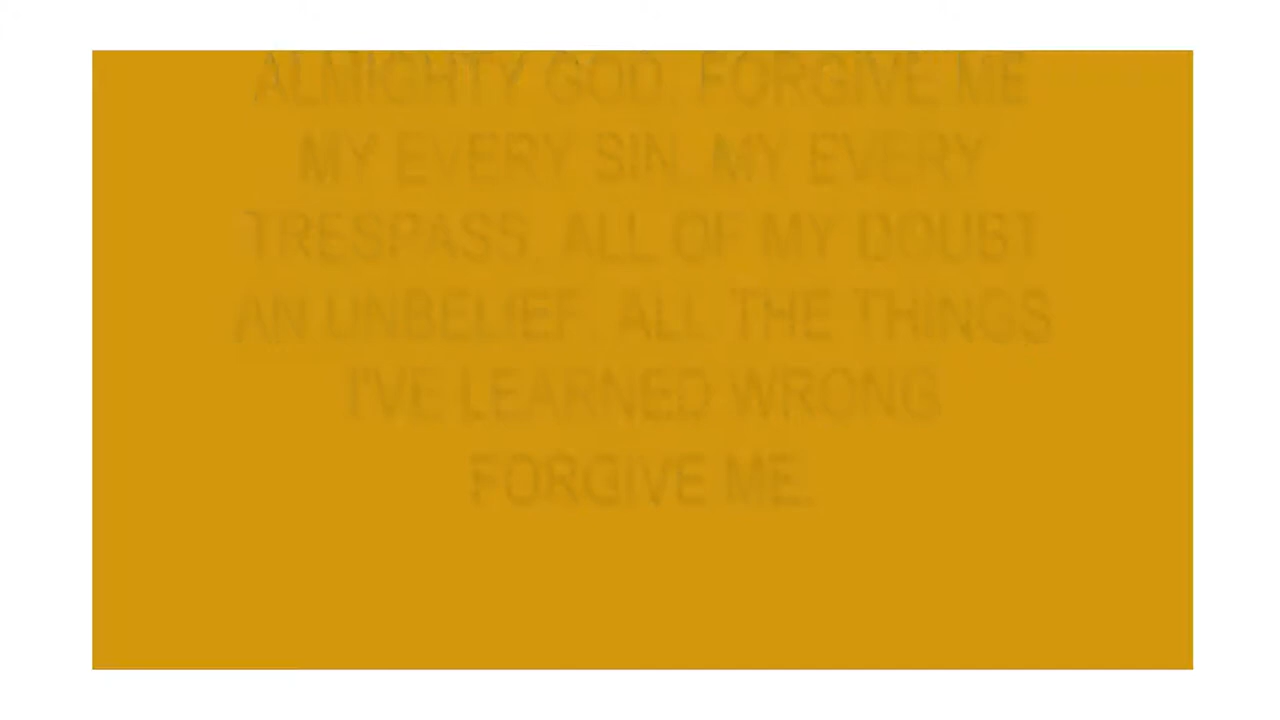 ALMIGHTY GOD, FORGIVE ME
MY EVERY SIN, MY EVERY
TRESPASS, ALL OF MY DOUBT
AN UNBELIEF. ALL THE THINGS
I'VE LEARNED WRONG
FORGIVE ME.